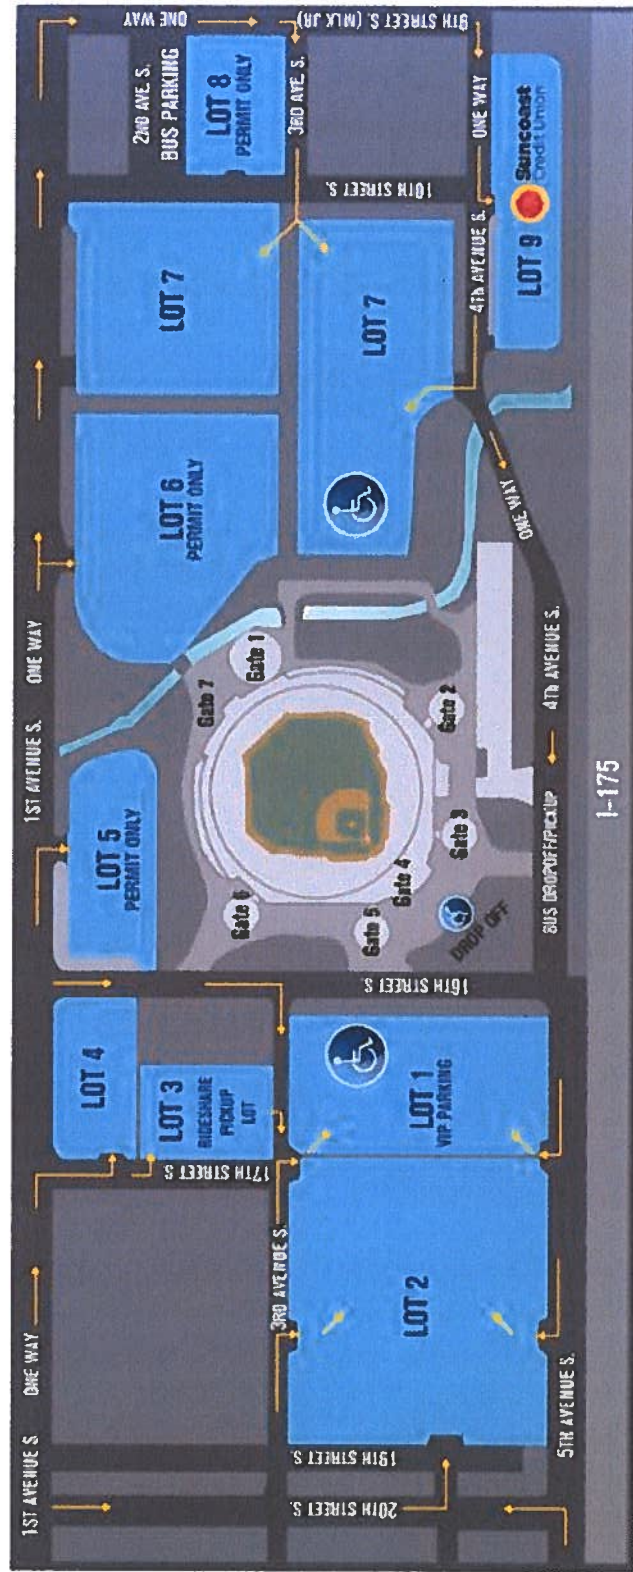 1ST AVENUE S.
ONE WAY
1ST AVENUE S.
ONE WAY
ONE WAY
2ND AVE S.
BUS PARKING
LOT 8
PERMIT ONLY
3RD AVE S.
9TH STREET S. (MLK JR)
ONE WAY
10TH STREET S.
LOT 7
LOT 7
4Th AVENUE S.
LOT 9
Suncoast
Credit Union
LOT 6
PERMIT ONLY
ONE WAY
4Th AVENUE S.
BUS DROPOFF/PICKUP
I-175
LOT 5
PERMIT ONLY
Gate 7
Gate 1
Gate 2
Gate 3
Gate 4
Gate 5
Gate 6
DROP OFF
16TH STREET S.
LOT 4
LOT 3
RIDESHARE
PICKUP
LOT
17TH STREET S
3RD AVENUE S.
LOT 1
VIP PARKING
LOT 2
19TH STREET S.
20TH STREET S.
5TH AVENUE S.